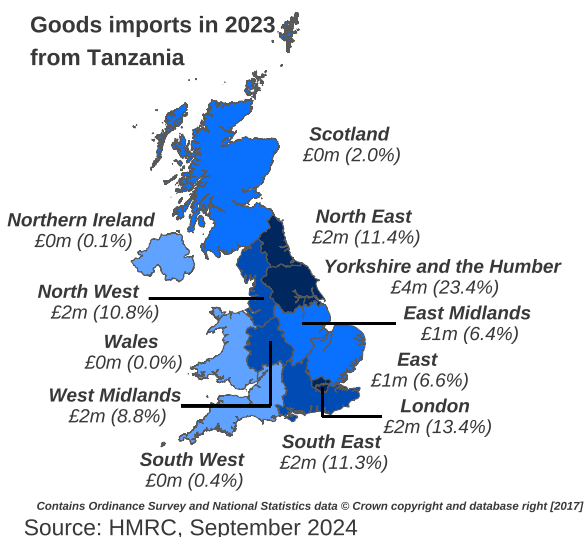 Goods imports in 2023
from Tanzania
Scotland
£0m (2.0%)
Northern Ireland
£0m (0.1%)
North East
£2m (11.4%)
Yorkshire and the Humber
£4m (23.4%)
North West
£2m (10.8%)
East Midlands
£1m (6.4%)
Wales
£0m (0.0%)
East
£1m (6.6%)
West Midlands
£2m (8.8%)
London
£2m (13.4%)
South East
£2m (11.3%)
South West
£0m (0.4%)
Contains Ordinance Survey and National Statistics data © Crown copyright and database right [2017]
Source: HMRC, September 2024